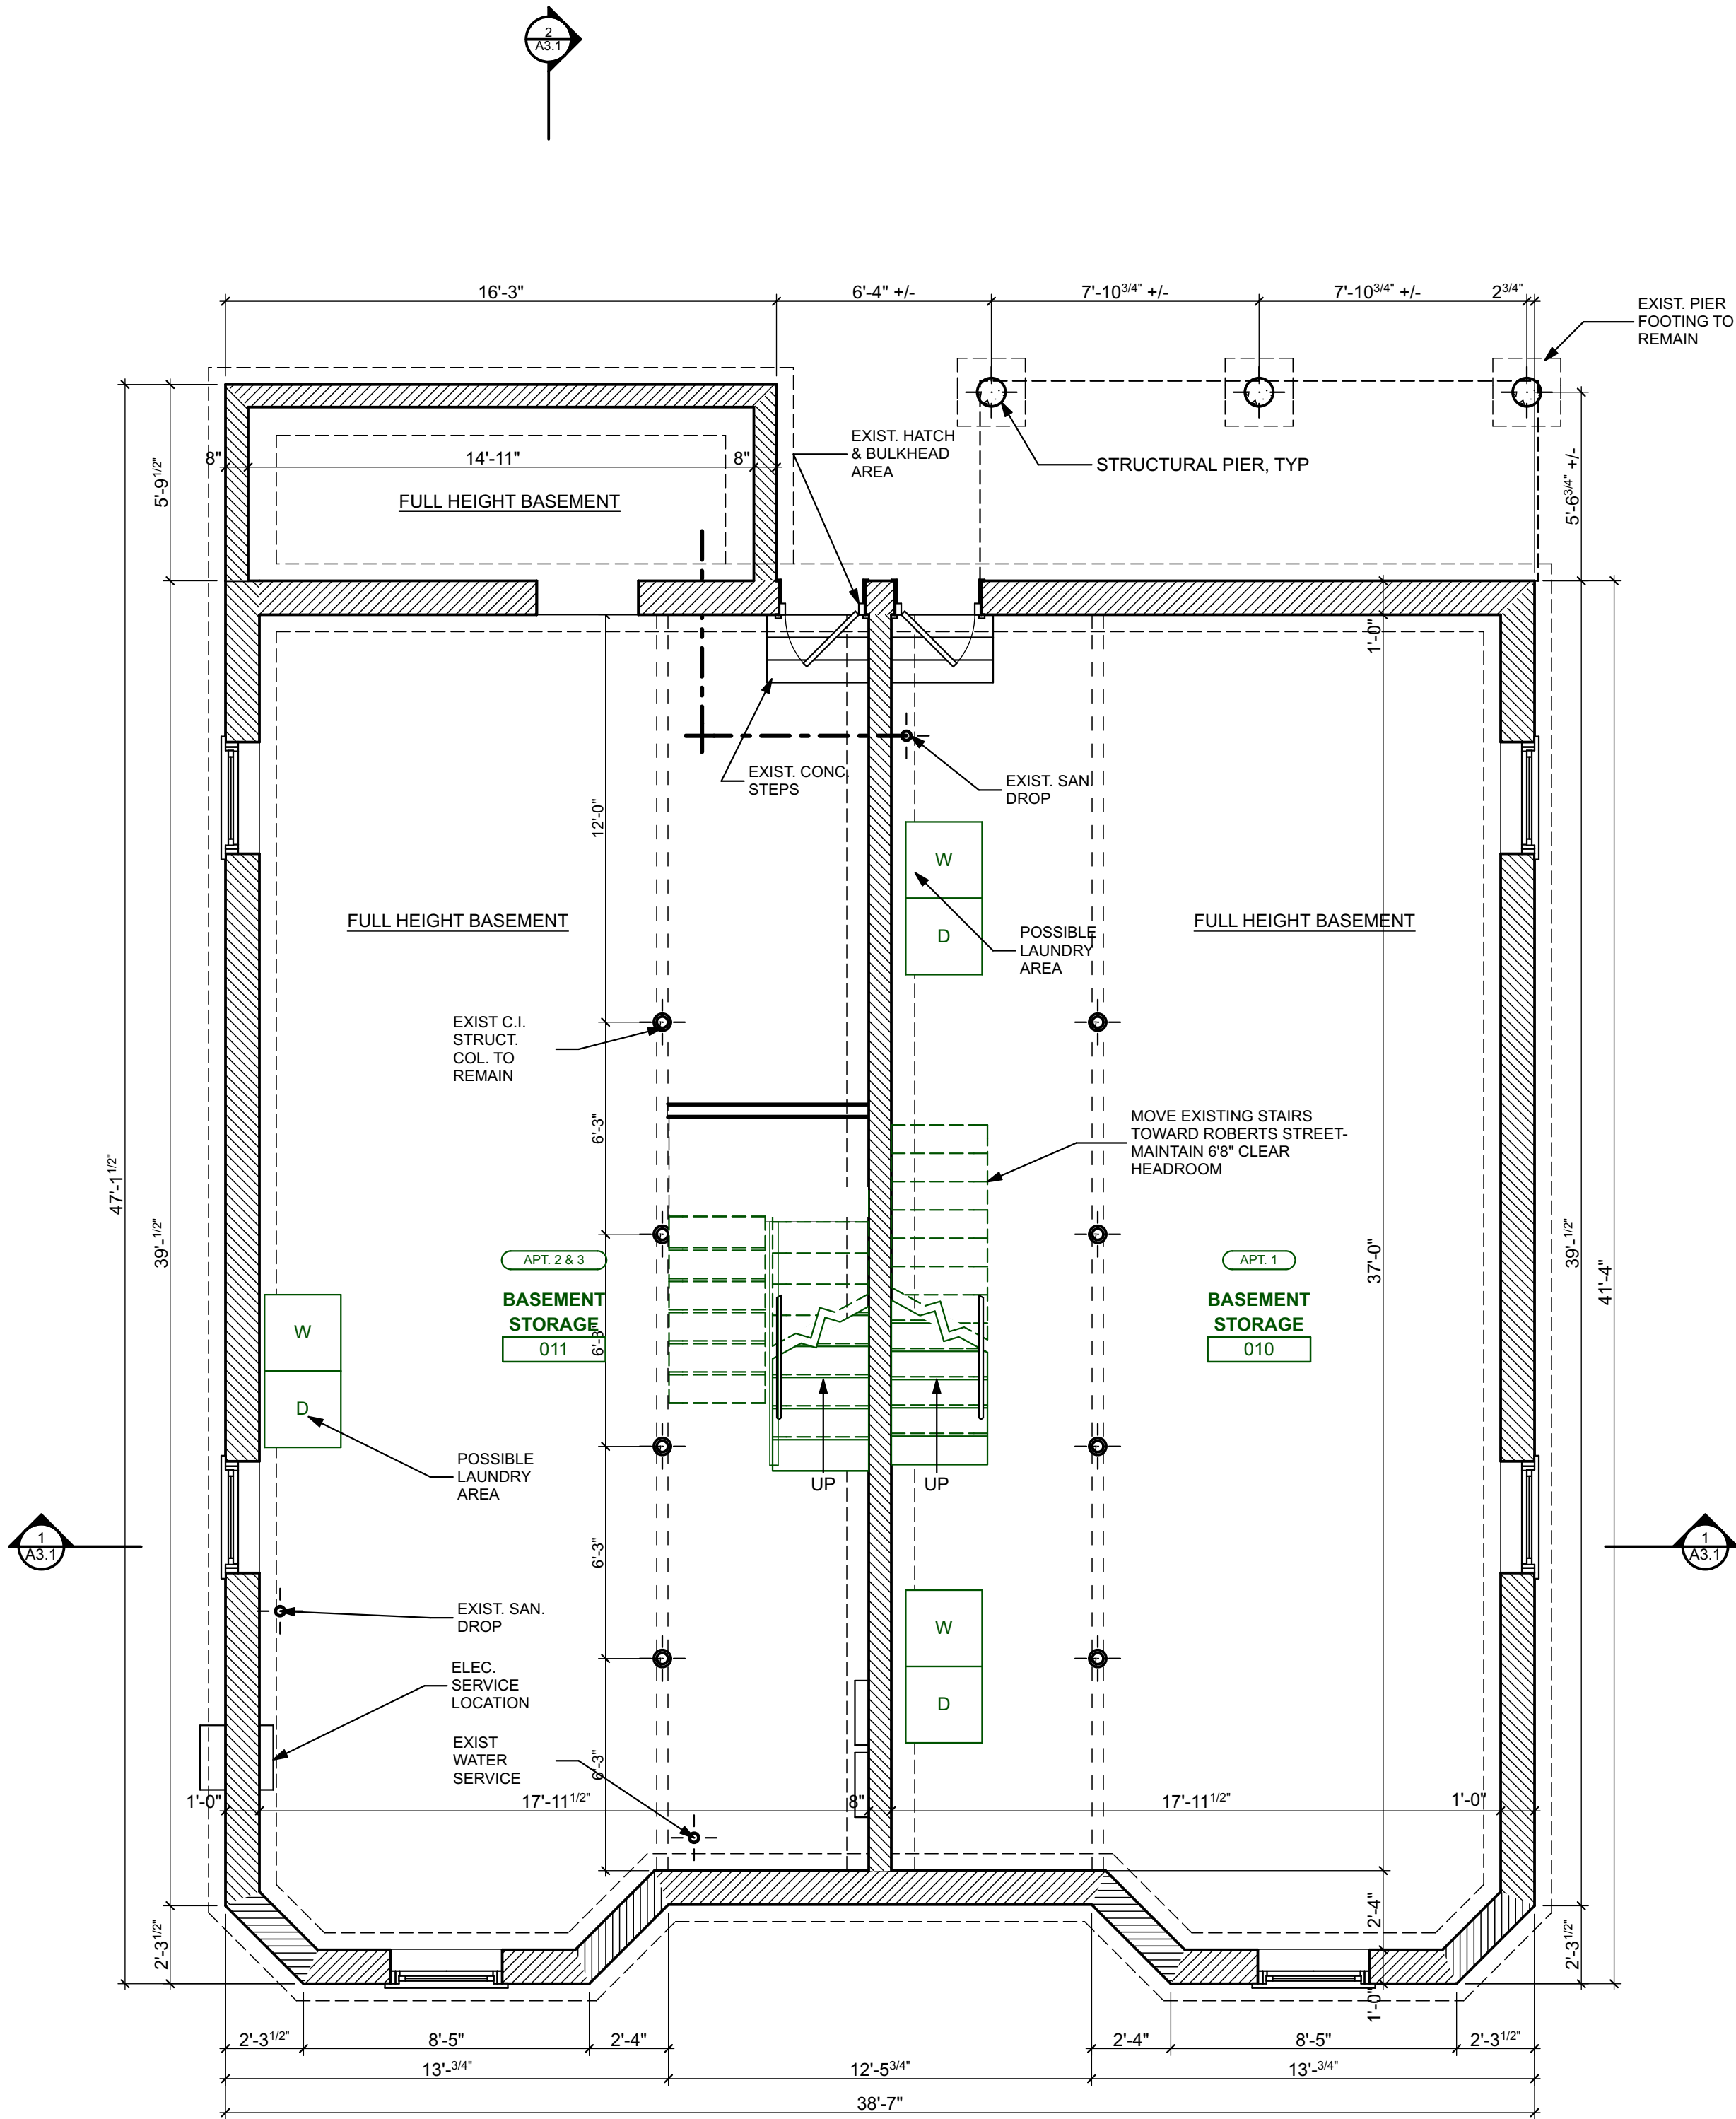 2
A3.1
16'-3"
6'-4" +/-
7'-10 3/4" +/-
7'-10 3/4" +/-
2 3/4"
EXIST. PIER
FOOTING TO
REMAIN
EXIST. HATCH
& BULKHEAD
AREA
STRUCTURAL PIER, TYP
8"
14'-11"
8"
FULL HEIGHT BASEMENT
5'-9 1/2"
5'-6 3/4" +/-
1'-0"
EXIST. CONC.
STEPS
EXIST. SAN.
DROP
12'-0"
W
D
POSSIBLE
LAUNDRY
AREA
FULL HEIGHT BASEMENT
FULL HEIGHT BASEMENT
EXIST C.I.
STRUCT.
COL. TO
REMAIN
6'-3"
MOVE EXISTING STAIRS
TOWARD ROBERTS STREET-
MAINTAIN 6'8" CLEAR
HEADROOM
47'-1 1/2"
39'- 1/2"
APT. 2 & 3
BASEMENT
STORAGE
011
6'-3"
APT. 1
BASEMENT
STORAGE
010
37'-0"
39'- 1/2"
41'-4"
W
D
POSSIBLE
LAUNDRY
AREA
UP
UP
1
A3.1
1
A3.1
6'-3"
EXIST. SAN.
DROP
W
D
ELEC.
SERVICE
LOCATION
EXIST
WATER
SERVICE
6'-3"
1'-0"
17'-11 1/2"
8"
17'-11 1/2"
1'-0"
2'-3 1/2"
2'-4"
2'-3 1/2"
1'-0"
2'-3 1/2"
8'-5"
2'-4"
2'-4"
8'-5"
2'-3 1/2"
13'- 3/4"
12'-5 3/4"
13'- 3/4"
38'-7"